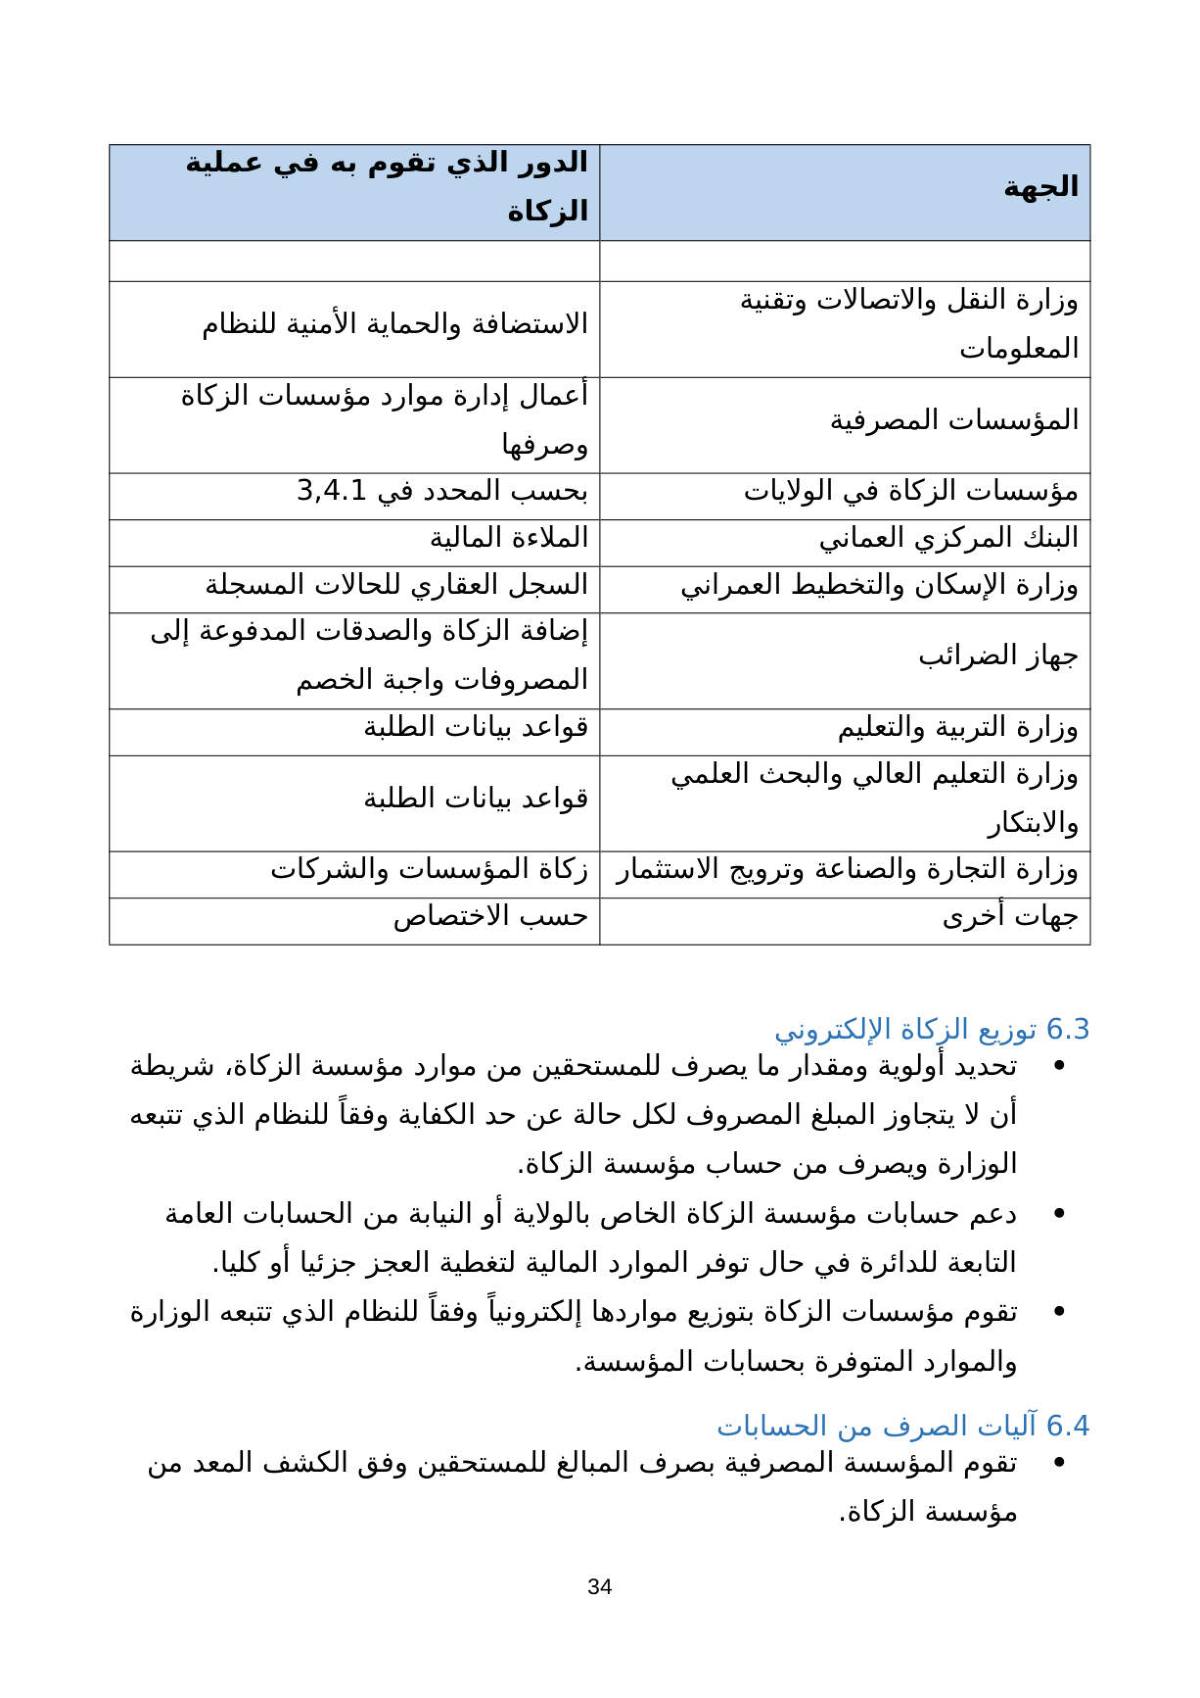 الجهة
الدور الذي تقوم به في عملية
الزكاة
وزارة النقل والاتصالات وتقنية
المعلومات
الاستضافة والحماية الأمنية للنظام
المؤسسات المصرفية
أعمال إدارة موارد مؤسسات الزكاة
وصرفها
مؤسسات الزكاة في الولايات
بحسب المحدد في 3,4.1
البنك المركزي العماني
الملاءة المالية
وزارة الإسكان والتخطيط العمراني
السجل العقاري للحالات المسجلة
جهاز الضرائب
إضافة الزكاة والصدقات المدفوعة إلى
المصروفات واجبة الخصم
وزارة التربية والتعليم
قواعد بيانات الطلبة
وزارة التعليم العالي والبحث العلمي
والابتكار
قواعد بيانات الطلبة
وزارة التجارة والصناعة وترويج الاستثمار
زكاة المؤسسات والشركات
جهات أخرى
حسب الاختصاص
6.3 توزيع الزكاة الإلكتروني
• تحديد أولوية ومقدار ما يصرف للمستحقين من موارد مؤسسة الزكاة، شريطة
أن لا يتجاوز المبلغ المصروف لكل حالة عن حد الكفاية وفقاً للنظام الذي تتبعه
الوزارة ويصرف من حساب مؤسسة الزكاة.
• دعم حسابات مؤسسة الزكاة الخاص بالولاية أو النيابة من الحسابات العامة
التابعة للدائرة في حال توفر الموارد المالية لتغطية العجز جزئيا أو كليا.
• تقوم مؤسسات الزكاة بتوزيع مواردها إلكترونياً وفقاً للنظام الذي تتبعه الوزارة
والموارد المتوفرة بحسابات المؤسسة.
6.4 آليات الصرف من الحسابات
• تقوم المؤسسة المصرفية بصرف المبالغ للمستحقين وفق الكشف المعد من
مؤسسة الزكاة.
34